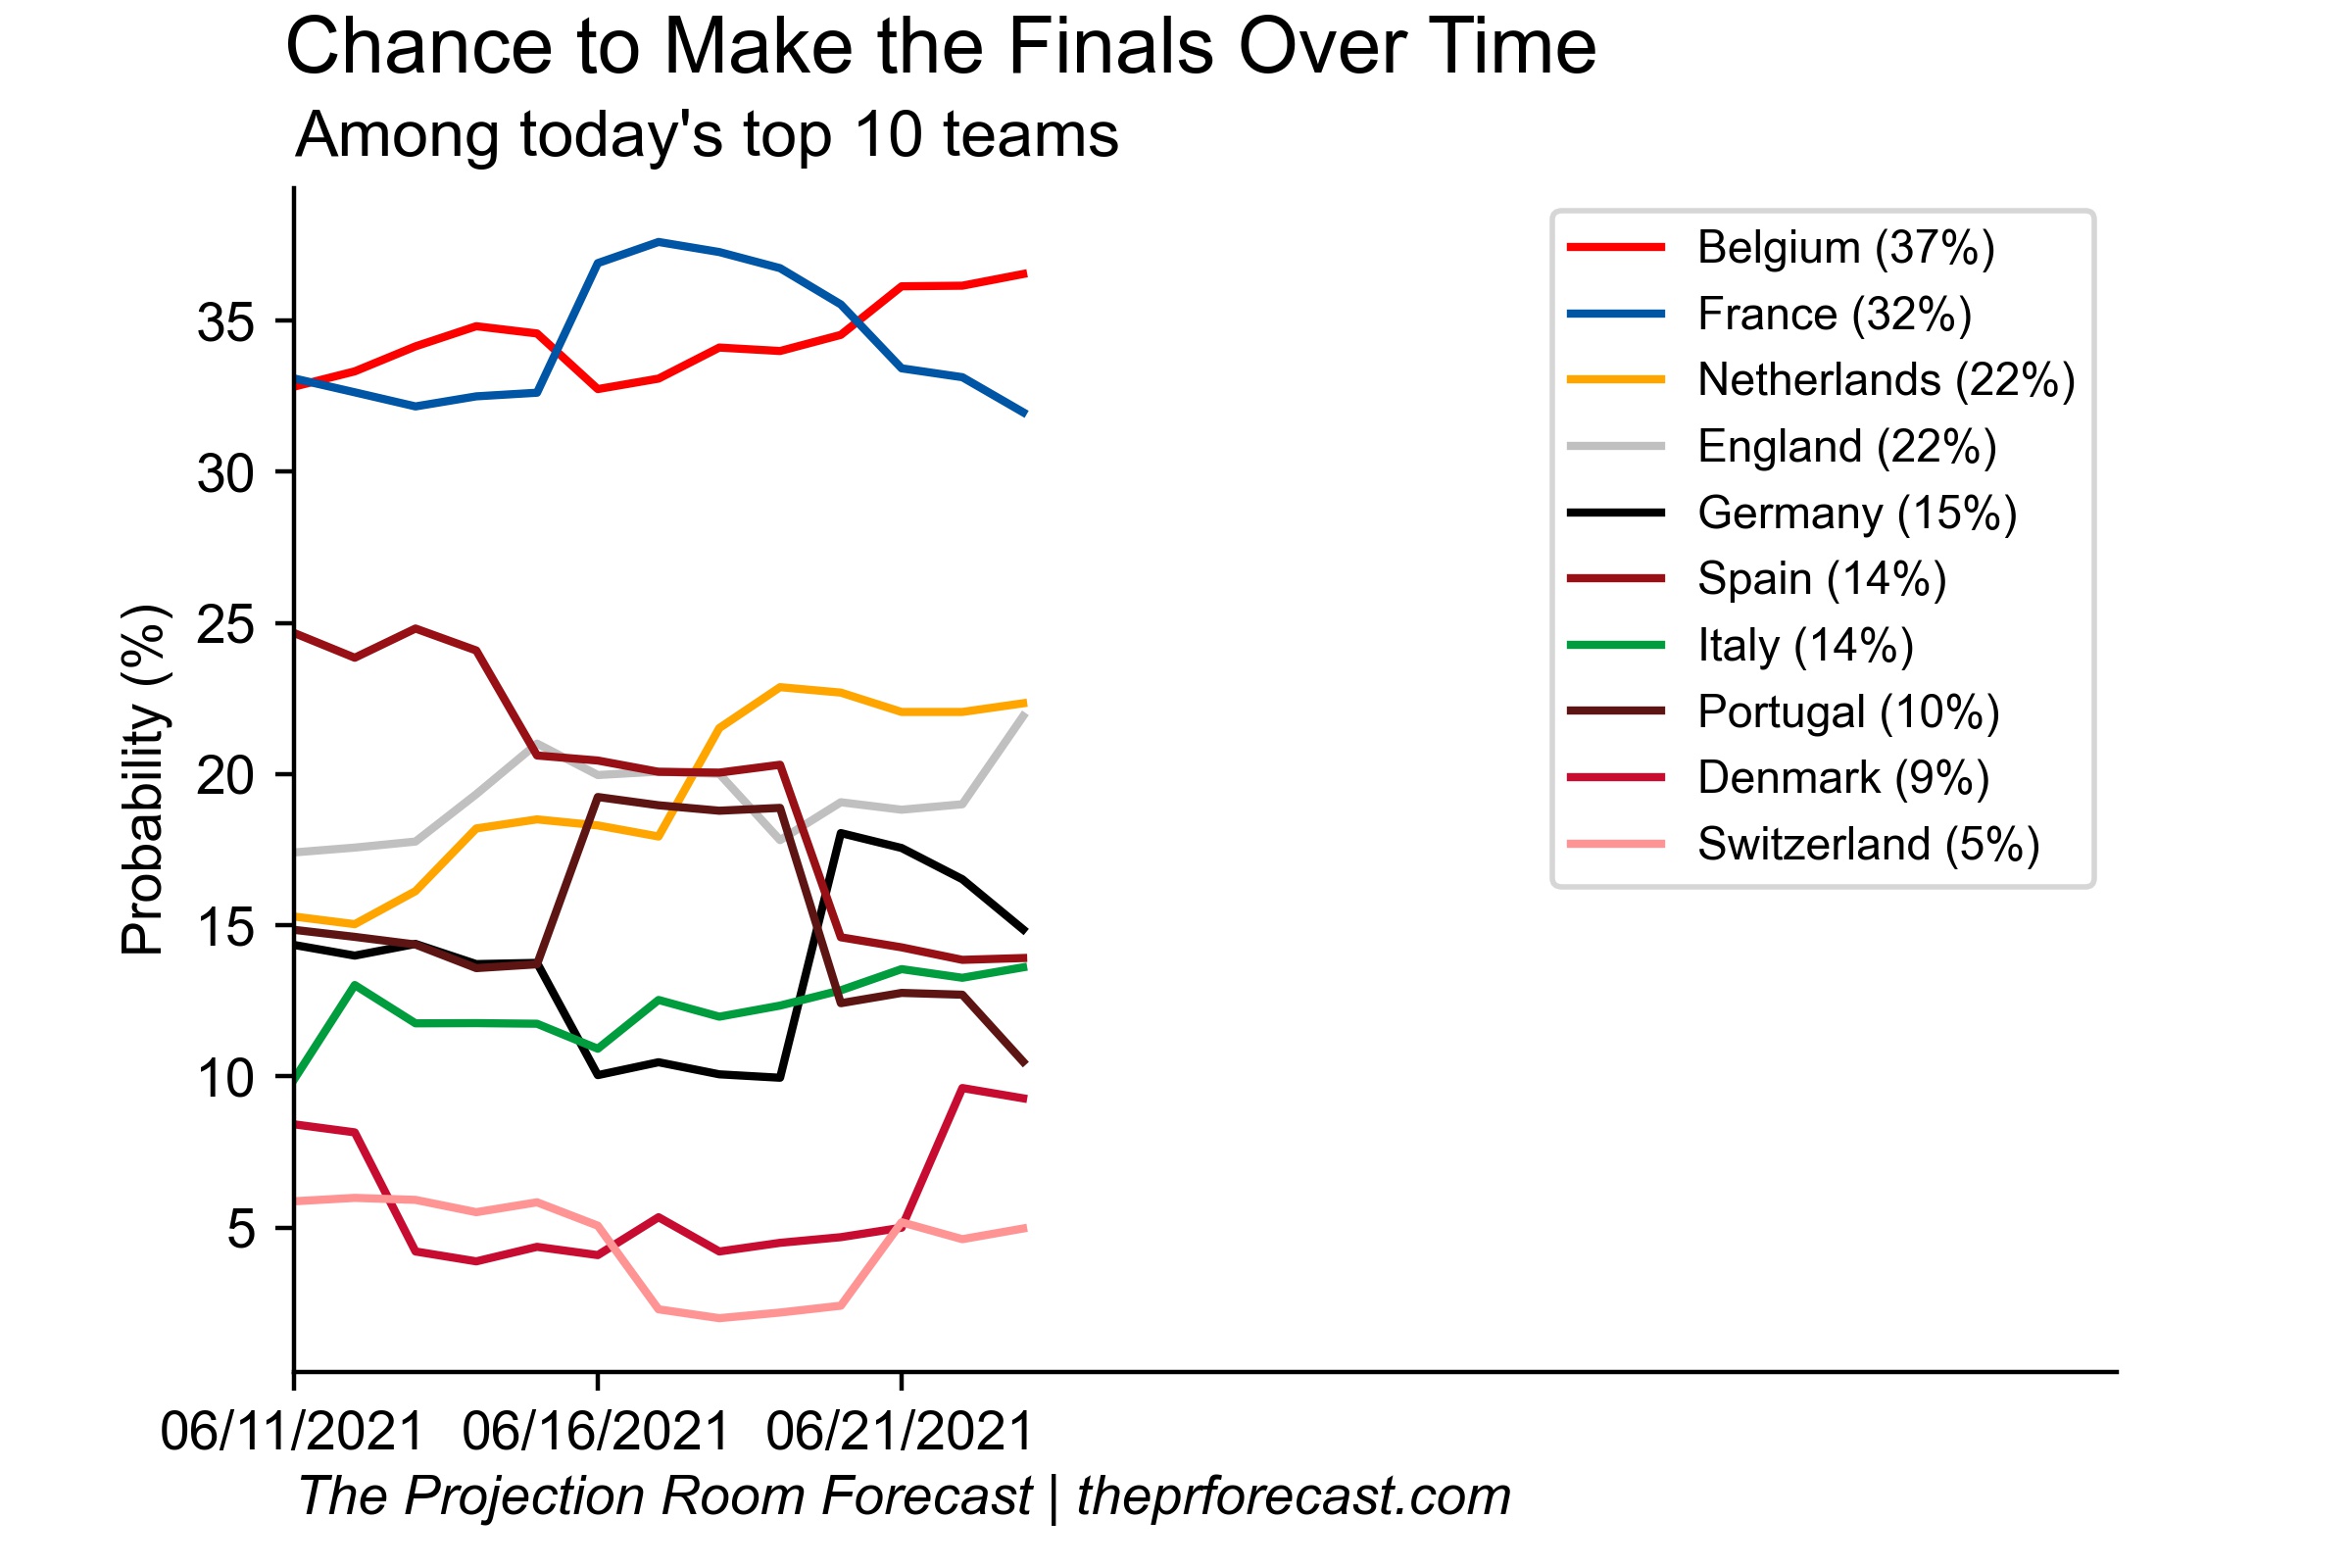 Chance to Make the Finals Over Time
Among today's top 10 teams
Probability (%)
35
30
25
20
15
10
5
Belgium (37%)
France (32%)
Netherlands (22%)
England (22%)
Germany (15%)
Spain (14%)
Italy (14%)
Portugal (10%)
Denmark (9%)
Switzerland (5%)
06/11/2021 06/16/2021 06/21/2021
The Projection Room Forecast | theprforecast.com